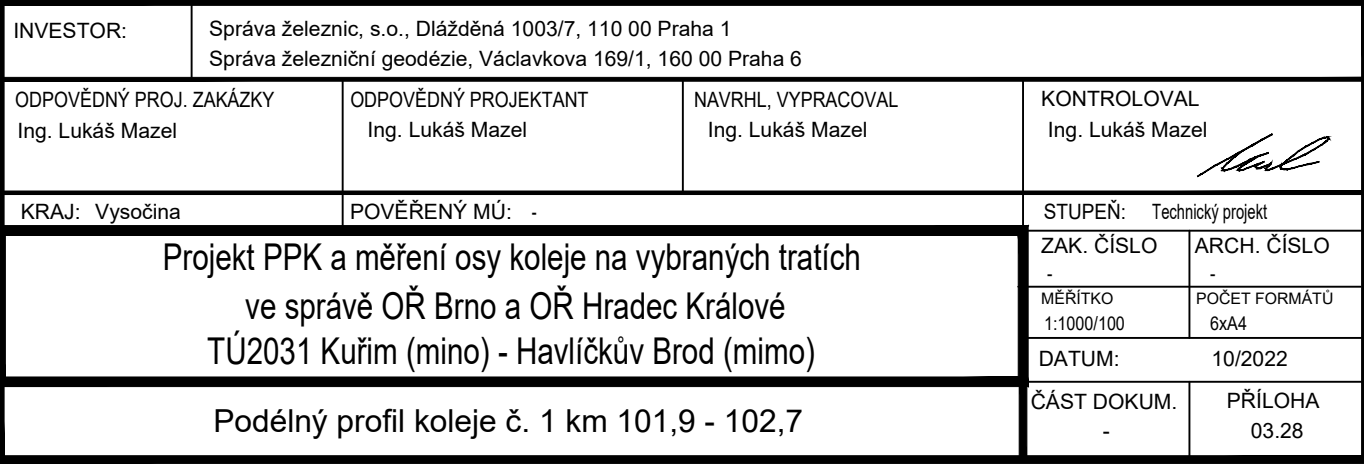 INVESTOR:
Správa železnic, s.o., Dlážděná 1003/7, 110 00 Praha 1
Správa železniční geodézie, Václavkova 169/1, 160 00 Praha 6
ODPOVĚDNÝ PROJ. ZAKÁZKY
Ing. Lukáš Mazel
ODPOVĚDNÝ PROJEKTANT
Ing. Lukáš Mazel
NAVRHL, VYPRACOVAL
Ing. Lukáš Mazel
KONTROLOVAL
Ing. Lukáš Mazel
KRAJ: Vysočina
POVĚŘENÝ MÚ: -
STUPEŇ: Technický projekt
Projekt PPK a měření osy koleje na vybraných tratích
ve správě OŘ Brno a OŘ Hradec Králové
TÚ2031 Kuřim (mino) - Havlíčkův Brod (mimo)
ZAK. ČÍSLO
-
ARCH. ČÍSLO
-
MĚŘÍTKO
1:1000/100
POČET FORMÁTŮ
6xA4
DATUM: 10/2022
Podélný profil koleje č. 1 km 101,9 - 102,7
ČÁST DOKUM.
-
PŘÍLOHA
03.28